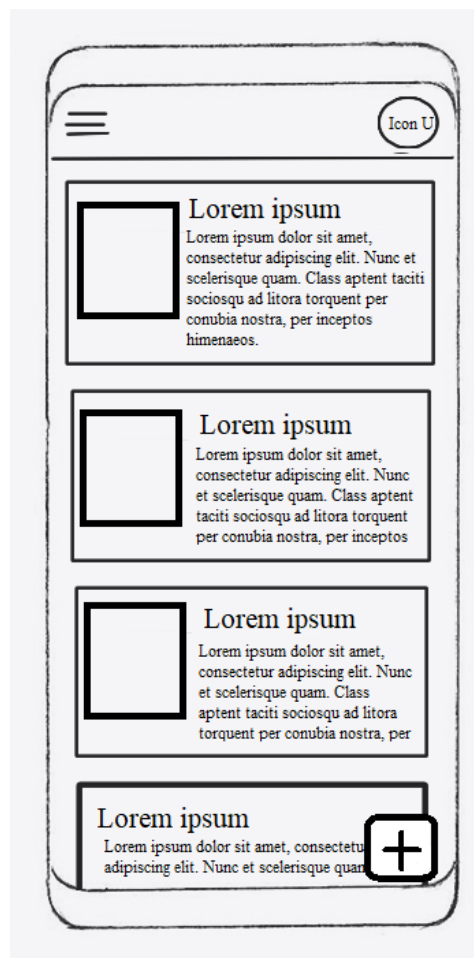 Icon U
Lorem ipsum
Lorem ipsum dolor sit amet,
consectetur adipiscing elit. Nunc et
scelerisque quam. Class aptent taciti
sociosqu ad litora torquent per
conubia nostra, per inceptos
himenaeos.
Lorem ipsum
Lorem ipsum dolor sit amet,
consectetur adipiscing elit. Nunc
et scelerisque quam. Class aptent
taciti sociosqu ad litora torquent
per conubia nostra, per inceptos
Lorem ipsum
Lorem ipsum dolor sit amet,
consectetur adipiscing elit. Nunc
et scelerisque quam. Class
aptent taciti sociosqu ad litora
torquent per conubia nostra, per
Lorem ipsum
Lorem ipsum dolor sit amet, consectetu
adipiscing elit. Nunc et scelerisque quam